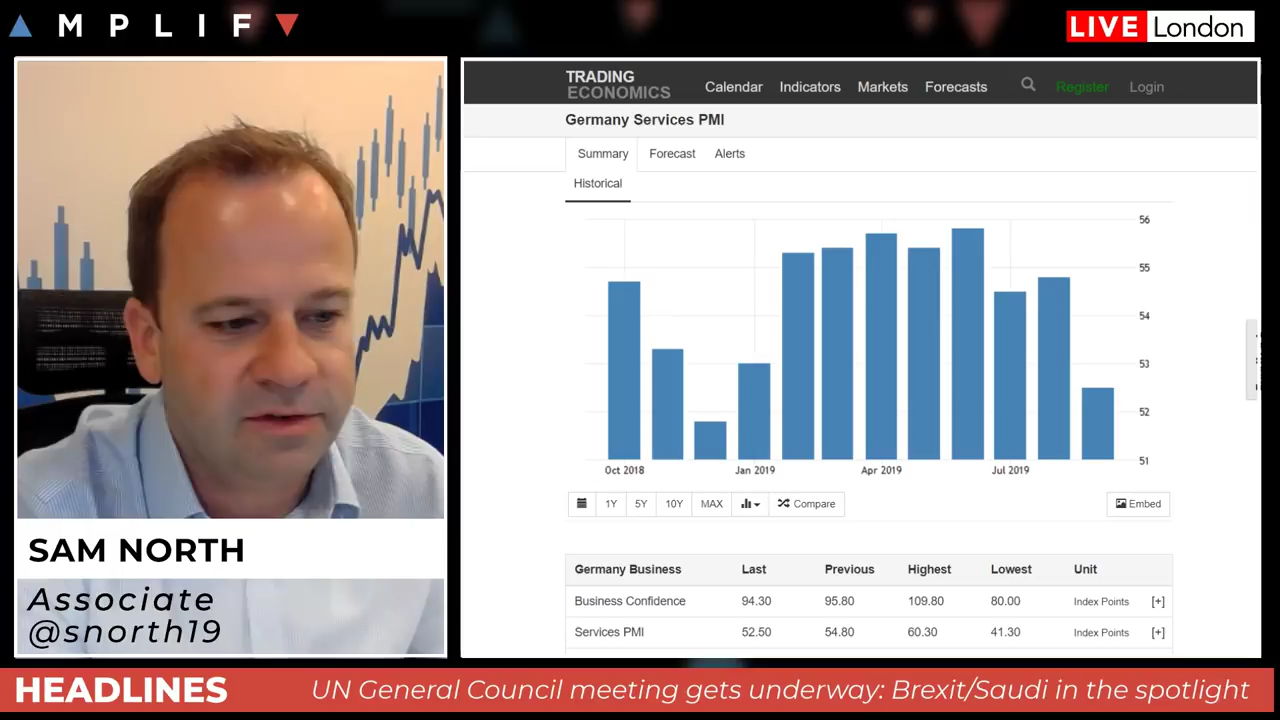 MPLIF
LIVE London
TRADING
ECONOMICS
Calendar Indicators Markets Forecasts Register Login
Germany Services PMI
Summary Forecast Alerts
Historical
56
55
54
53
52
51
Oct 2018 Jan 2019 Apr 2019 Jul 2019
1Y 5Y 10Y MAX Compare Embed
Germany Business Last Previous Highest Lowest Unit
Business Confidence 94.30 95.80 109.80 80.00 Index Points [+]
Services PMI 52.50 54.80 60.30 41.30 Index Points [+]
SAM NORTH
Associate
@snorth19
HEADLINES UN General Council meeting gets underway: Brexit/Saudi in the spotlight